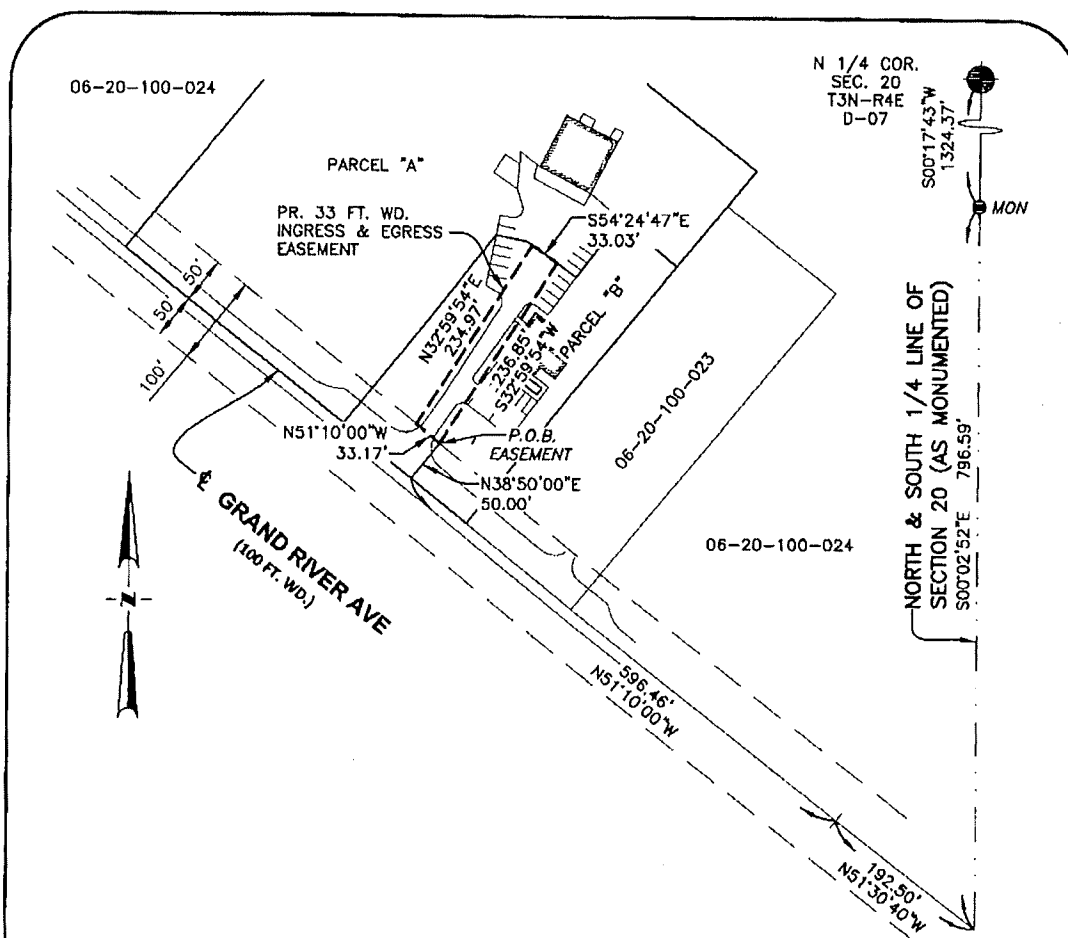 06-20-100-024
N 1/4 COR.
SEC. 20
T3N-R4E
D-07
S00°17'43"W
1324.37'
MON
PARCEL "A"
PR. 33 FT. WD.
INGRESS & EGRESS
EASEMENT
S54°24'47"E
33.03'
50'
50'
100'
N32°59'54"E
234.97'
236.85'
S32°59'54"W
PARCEL "B"
06-20-100-023
N51°10'00"W
33.17'
P.O.B.
EASEMENT
N38°50'00"E
50.00'
℄ GRAND RIVER AVE
(100 FT. WD.)
N
06-20-100-024
NORTH & SOUTH 1/4 LINE OF
SECTION 20 (AS MONUMENTED)
S00°02'52"E 796.59'
596.46'
N51°10'00"W
192.50'
N51°30'40"W